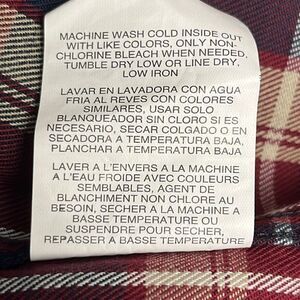 MACHINE WASH COLD INSIDE OUT
WITH LIKE COLORS, ONLY NON-
CHLORINE BLEACH WHEN NEEDED,
TUMBLE DRY LOW OR LINE DRY,
LOW IRON
LAVAR EN LAVADORA CON AGUA
FRIA AL REVES CON COLORES
SIMILARES, USAR SOLO
BLANQUEADOR SIN CLORO SI ES
NECESARIO, SECAR COLGADO O EN
SECADORA A TEMPERATURA BAJA,
PLANCHAR A TEMPERATURA BAJA
LAVER A L'ENVERS A LA MACHINE
A L'EAU FROIDE AVEC COULEURS
SEMBLABLES, AGENT DE
BLANCHIMENT NON CHLORE AU
BESOIN, SECHER A LA MACHINE A
BASSE TEMPERATURE OU
SUSPENDRE POUR SECHER,
REPASSER A BASSE TEMPERATURE